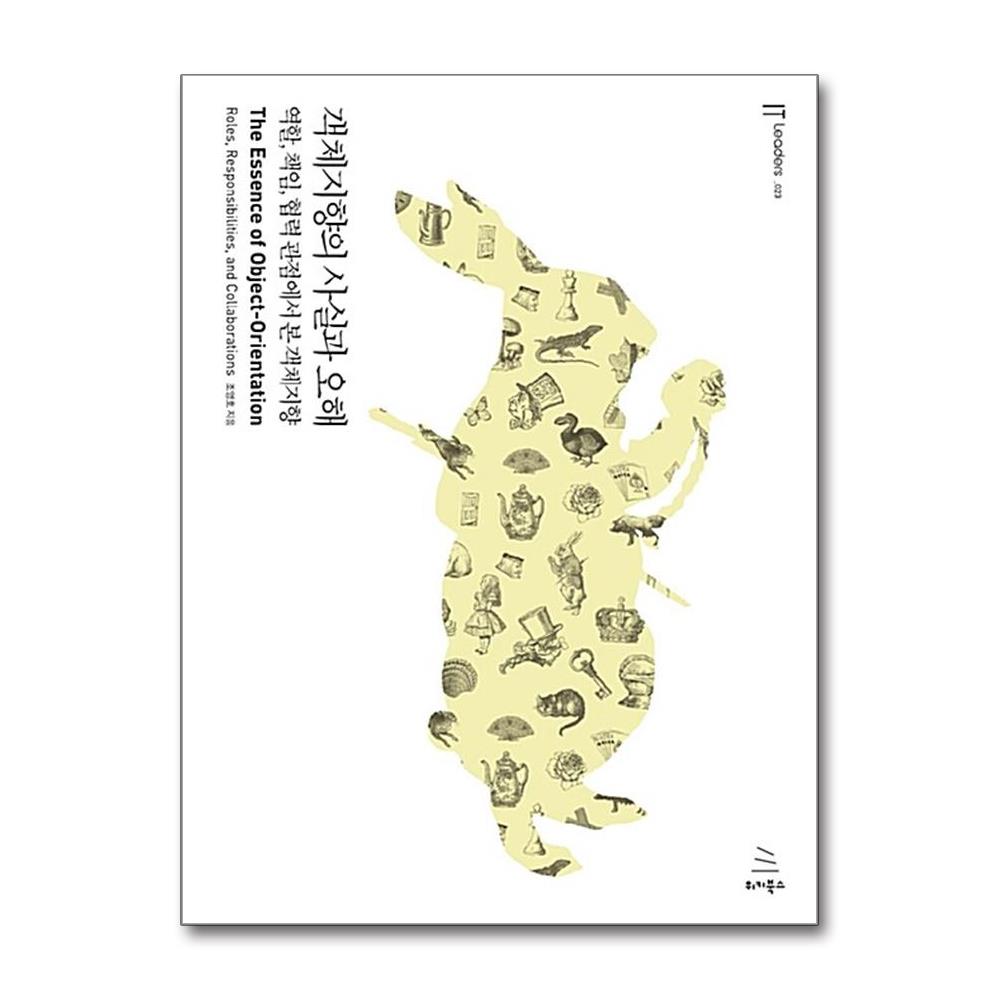 객체지향의 사실과 오해
역할, 책임, 협력 관점에서 본 객체지향
The Essence of Object-Orientation
Roles, Responsibilities, and Collaborations 조영호 지음
IT Leaders _023
위키북스